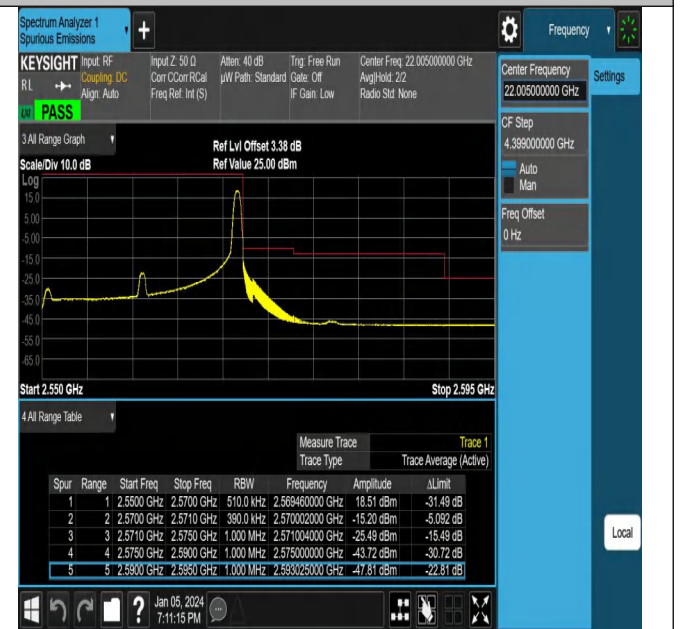 Spectrum Analyzer 1
Spurious Emissions
Frequency
KEYSIGHT
Input: RF
Coupling: DC
Align: Auto
Input Z: 50 Ω
Corr CCorr RCal
Freq Ref: Int (S)
Atten: 40 dB
µW Path: Standard
Trig: Free Run
Gate: Off
IF Gain: Low
Center Freq: 22.005000000 GHz
Avg|Hold: 2/2
Radio Std: None
RL
PASS
Center Frequency
22.005000000 GHz
Settings
CF Step
4.399000000 GHz
Auto
Man
Freq Offset
0 Hz
3 All Range Graph
Ref Lvl Offset 3.38 dB
Scale/Div 10.0 dB
Ref Value 25.00 dBm
Log
15.0
5.00
-5.00
-15.0
-25.0
-35.0
-45.0
-55.0
-65.0
Start 2.550 GHz
Stop 2.595 GHz
4 All Range Table
Measure Trace Trace 1
Trace Type Trace Average (Active)
Spur Range Start Freq Stop Freq RBW Frequency Amplitude ΔLimit
1 1 2.5500 GHz 2.5700 GHz 510.0 kHz 2.569460000 GHz 18.51 dBm -31.49 dB
2 2 2.5700 GHz 2.5710 GHz 390.0 kHz 2.570002000 GHz -15.20 dBm -5.092 dB
3 3 2.5710 GHz 2.5750 GHz 1.000 MHz 2.571004000 GHz -25.49 dBm -15.49 dB
4 4 2.5750 GHz 2.5900 GHz 1.000 MHz 2.575000000 GHz -43.72 dBm -30.72 dB
5 5 2.5900 GHz 2.5950 GHz 1.000 MHz 2.593025000 GHz -47.81 dBm -22.81 dB
Local
Jan 05, 2024
7:11:15 PM